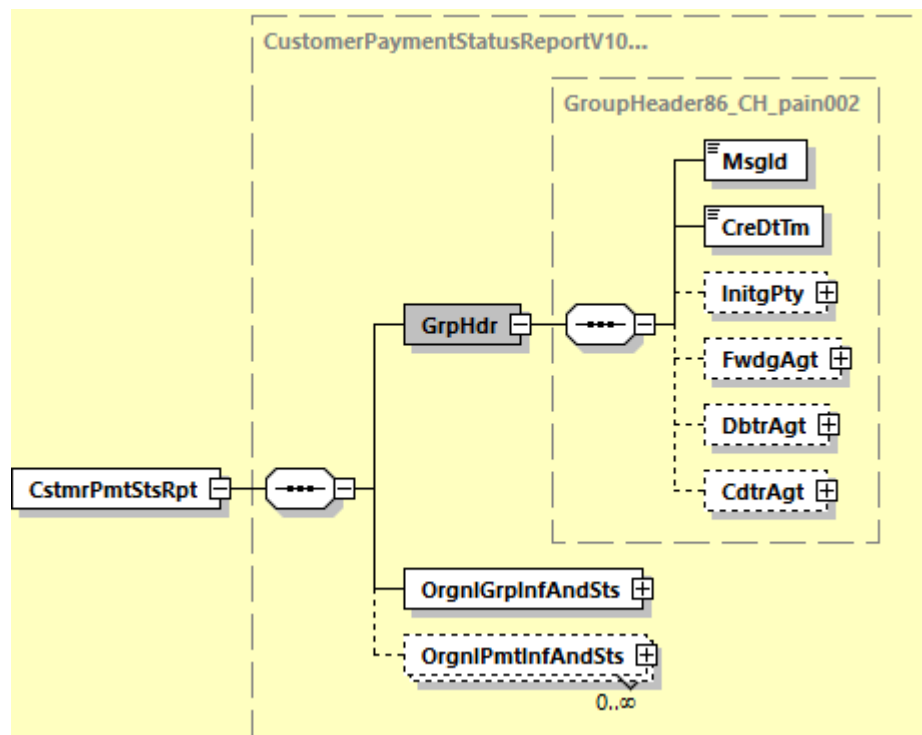 CustomerPaymentStatusReportV10...
GroupHeader86_CH_pain002
MsgId
CreDtTm
InitgPty
GrpHdr
FwdgAgt
DbtrAgt
CdtrAgt
CstmrPmtStsRpt
OrgnlGrpInfAndSts
OrgnlPmtInfAndSts
0..∞